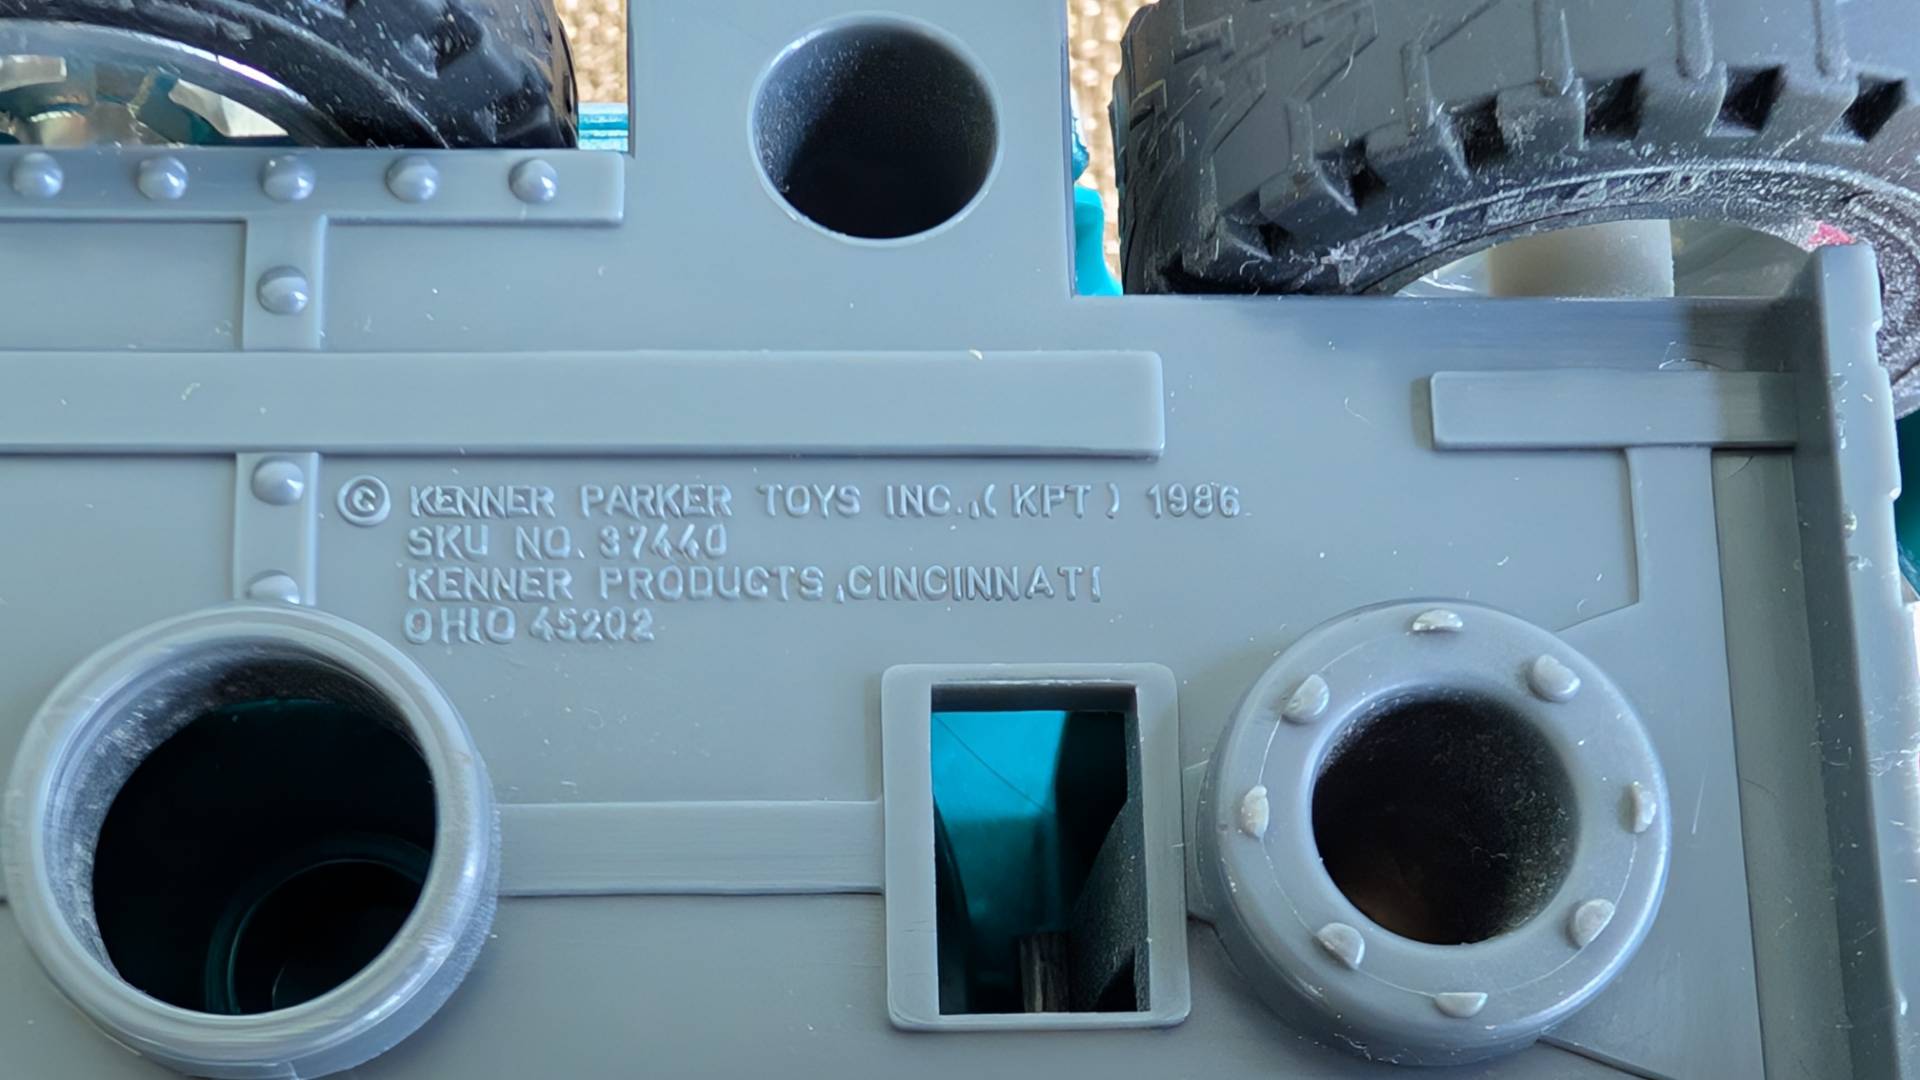 © KENNER PARKER TOYS INC.,(KPT) 1986
SKU NO. 37440
KENNER PRODUCTS, CINCINNATI
OHIO 45202